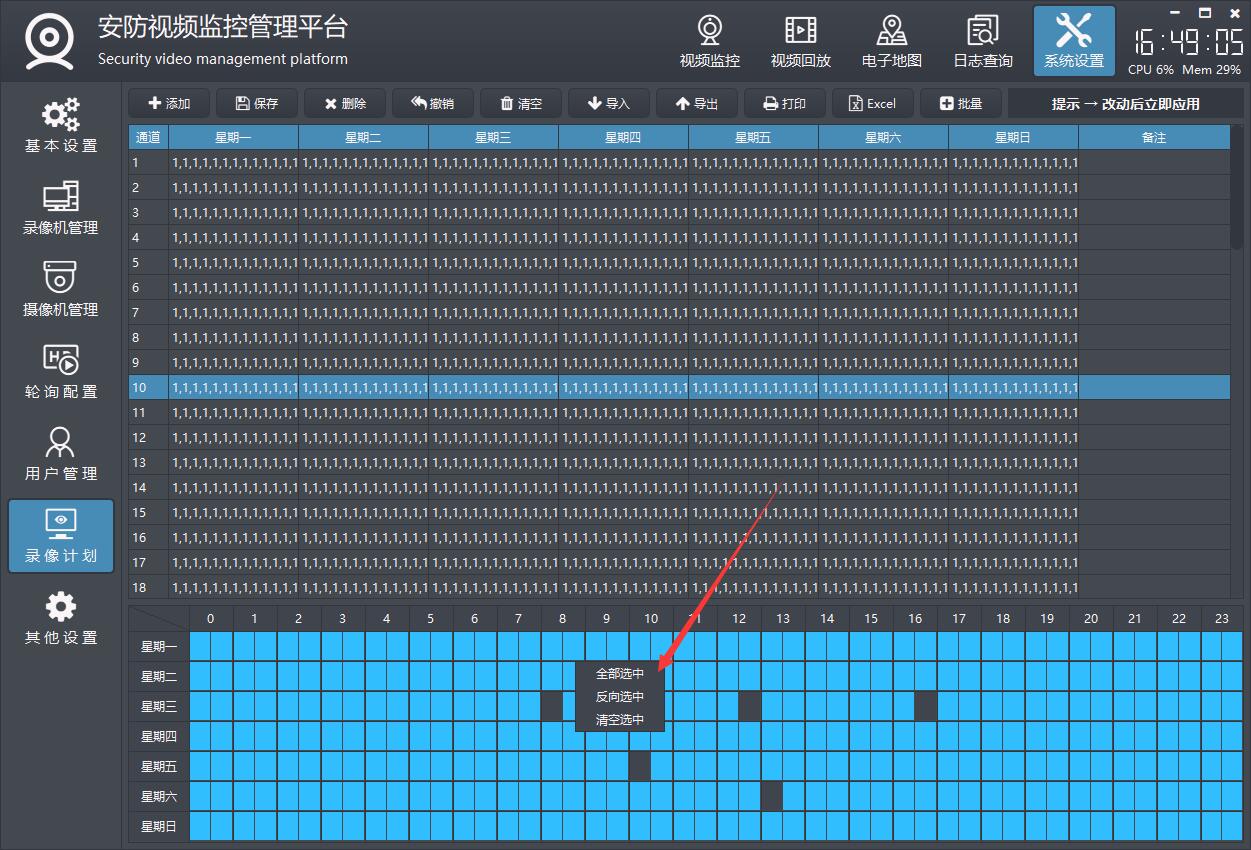 安防视频监控管理平台
Security video management platform
视频监控 视频回放 电子地图 日志查询 系统设置
16:49:05
CPU 6% Mem 29%
基本设置
录像机管理
摄像机管理
轮询配置
用户管理
录像计划
其他设置
添加 保存 删除 撤销 清空 导入 导出 打印 Excel 批量 提示 → 改动后立即应用
通道 星期一 星期二 星期三 星期四 星期五 星期六 星期日 备注
1 1,1,1,1,1,1,1,1,1,1,1,1,1 1,1,1,1,1,1,1,1,1,1,1,1,1 1,1,1,1,1,1,1,1,1,1,1,1,1 1,1,1,1,1,1,1,1,1,1,1,1,1 1,1,1,1,1,1,1,1,1,1,1,1,1 1,1,1,1,1,1,1,1,1,1,1,1,1 1,1,1,1,1,1,1,1,1,1,1,1,1
2 1,1,1,1,1,1,1,1,1,1,1,1,1 1,1,1,1,1,1,1,1,1,1,1,1,1 1,1,1,1,1,1,1,1,1,1,1,1,1 1,1,1,1,1,1,1,1,1,1,1,1,1 1,1,1,1,1,1,1,1,1,1,1,1,1 1,1,1,1,1,1,1,1,1,1,1,1,1 1,1,1,1,1,1,1,1,1,1,1,1,1
3 1,1,1,1,1,1,1,1,1,1,1,1,1 1,1,1,1,1,1,1,1,1,1,1,1,1 1,1,1,1,1,1,1,1,1,1,1,1,1 1,1,1,1,1,1,1,1,1,1,1,1,1 1,1,1,1,1,1,1,1,1,1,1,1,1 1,1,1,1,1,1,1,1,1,1,1,1,1 1,1,1,1,1,1,1,1,1,1,1,1,1
4 1,1,1,1,1,1,1,1,1,1,1,1,1 1,1,1,1,1,1,1,1,1,1,1,1,1 1,1,1,1,1,1,1,1,1,1,1,1,1 1,1,1,1,1,1,1,1,1,1,1,1,1 1,1,1,1,1,1,1,1,1,1,1,1,1 1,1,1,1,1,1,1,1,1,1,1,1,1 1,1,1,1,1,1,1,1,1,1,1,1,1
5 1,1,1,1,1,1,1,1,1,1,1,1,1 1,1,1,1,1,1,1,1,1,1,1,1,1 1,1,1,1,1,1,1,1,1,1,1,1,1 1,1,1,1,1,1,1,1,1,1,1,1,1 1,1,1,1,1,1,1,1,1,1,1,1,1 1,1,1,1,1,1,1,1,1,1,1,1,1 1,1,1,1,1,1,1,1,1,1,1,1,1
6 1,1,1,1,1,1,1,1,1,1,1,1,1 1,1,1,1,1,1,1,1,1,1,1,1,1 1,1,1,1,1,1,1,1,1,1,1,1,1 1,1,1,1,1,1,1,1,1,1,1,1,1 1,1,1,1,1,1,1,1,1,1,1,1,1 1,1,1,1,1,1,1,1,1,1,1,1,1 1,1,1,1,1,1,1,1,1,1,1,1,1
7 1,1,1,1,1,1,1,1,1,1,1,1,1 1,1,1,1,1,1,1,1,1,1,1,1,1 1,1,1,1,1,1,1,1,1,1,1,1,1 1,1,1,1,1,1,1,1,1,1,1,1,1 1,1,1,1,1,1,1,1,1,1,1,1,1 1,1,1,1,1,1,1,1,1,1,1,1,1 1,1,1,1,1,1,1,1,1,1,1,1,1
8 1,1,1,1,1,1,1,1,1,1,1,1,1 1,1,1,1,1,1,1,1,1,1,1,1,1 1,1,1,1,1,1,1,1,1,1,1,1,1 1,1,1,1,1,1,1,1,1,1,1,1,1 1,1,1,1,1,1,1,1,1,1,1,1,1 1,1,1,1,1,1,1,1,1,1,1,1,1 1,1,1,1,1,1,1,1,1,1,1,1,1
9 1,1,1,1,1,1,1,1,1,1,1,1,1 1,1,1,1,1,1,1,1,1,1,1,1,1 1,1,1,1,1,1,1,1,1,1,1,1,1 1,1,1,1,1,1,1,1,1,1,1,1,1 1,1,1,1,1,1,1,1,1,1,1,1,1 1,1,1,1,1,1,1,1,1,1,1,1,1 1,1,1,1,1,1,1,1,1,1,1,1,1
10 1,1,1,1,1,1,1,1,1,1,1,1,1 1,1,1,1,1,1,1,1,1,1,1,1,1 1,1,1,1,1,1,1,1,1,1,1,1,1 1,1,1,1,1,1,1,1,1,1,1,1,1 1,1,1,1,1,1,1,1,1,1,1,1,1 1,1,1,1,1,1,1,1,1,1,1,1,1 1,1,1,1,1,1,1,1,1,1,1,1,1
11 1,1,1,1,1,1,1,1,1,1,1,1,1 1,1,1,1,1,1,1,1,1,1,1,1,1 1,1,1,1,1,1,1,1,1,1,1,1,1 1,1,1,1,1,1,1,1,1,1,1,1,1 1,1,1,1,1,1,1,1,1,1,1,1,1 1,1,1,1,1,1,1,1,1,1,1,1,1 1,1,1,1,1,1,1,1,1,1,1,1,1
12 1,1,1,1,1,1,1,1,1,1,1,1,1 1,1,1,1,1,1,1,1,1,1,1,1,1 1,1,1,1,1,1,1,1,1,1,1,1,1 1,1,1,1,1,1,1,1,1,1,1,1,1 1,1,1,1,1,1,1,1,1,1,1,1,1 1,1,1,1,1,1,1,1,1,1,1,1,1 1,1,1,1,1,1,1,1,1,1,1,1,1
13 1,1,1,1,1,1,1,1,1,1,1,1,1 1,1,1,1,1,1,1,1,1,1,1,1,1 1,1,1,1,1,1,1,1,1,1,1,1,1 1,1,1,1,1,1,1,1,1,1,1,1,1 1,1,1,1,1,1,1,1,1,1,1,1,1 1,1,1,1,1,1,1,1,1,1,1,1,1 1,1,1,1,1,1,1,1,1,1,1,1,1
14 1,1,1,1,1,1,1,1,1,1,1,1,1 1,1,1,1,1,1,1,1,1,1,1,1,1 1,1,1,1,1,1,1,1,1,1,1,1,1 1,1,1,1,1,1,1,1,1,1,1,1,1 1,1,1,1,1,1,1,1,1,1,1,1,1 1,1,1,1,1,1,1,1,1,1,1,1,1 1,1,1,1,1,1,1,1,1,1,1,1,1
15 1,1,1,1,1,1,1,1,1,1,1,1,1 1,1,1,1,1,1,1,1,1,1,1,1,1 1,1,1,1,1,1,1,1,1,1,1,1,1 1,1,1,1,1,1,1,1,1,1,1,1,1 1,1,1,1,1,1,1,1,1,1,1,1,1 1,1,1,1,1,1,1,1,1,1,1,1,1 1,1,1,1,1,1,1,1,1,1,1,1,1
16 1,1,1,1,1,1,1,1,1,1,1,1,1 1,1,1,1,1,1,1,1,1,1,1,1,1 1,1,1,1,1,1,1,1,1,1,1,1,1 1,1,1,1,1,1,1,1,1,1,1,1,1 1,1,1,1,1,1,1,1,1,1,1,1,1 1,1,1,1,1,1,1,1,1,1,1,1,1 1,1,1,1,1,1,1,1,1,1,1,1,1
17 1,1,1,1,1,1,1,1,1,1,1,1,1 1,1,1,1,1,1,1,1,1,1,1,1,1 1,1,1,1,1,1,1,1,1,1,1,1,1 1,1,1,1,1,1,1,1,1,1,1,1,1 1,1,1,1,1,1,1,1,1,1,1,1,1 1,1,1,1,1,1,1,1,1,1,1,1,1 1,1,1,1,1,1,1,1,1,1,1,1,1
18 1,1,1,1,1,1,1,1,1,1,1,1,1 1,1,1,1,1,1,1,1,1,1,1,1,1 1,1,1,1,1,1,1,1,1,1,1,1,1 1,1,1,1,1,1,1,1,1,1,1,1,1 1,1,1,1,1,1,1,1,1,1,1,1,1 1,1,1,1,1,1,1,1,1,1,1,1,1 1,1,1,1,1,1,1,1,1,1,1,1,1
0 1 2 3 4 5 6 7 8 9 10 11 12 13 14 15 16 17 18 19 20 21 22 23
星期一
星期二
星期三
星期四
星期五
星期六
星期日
全部选中
反向选中
清空选中